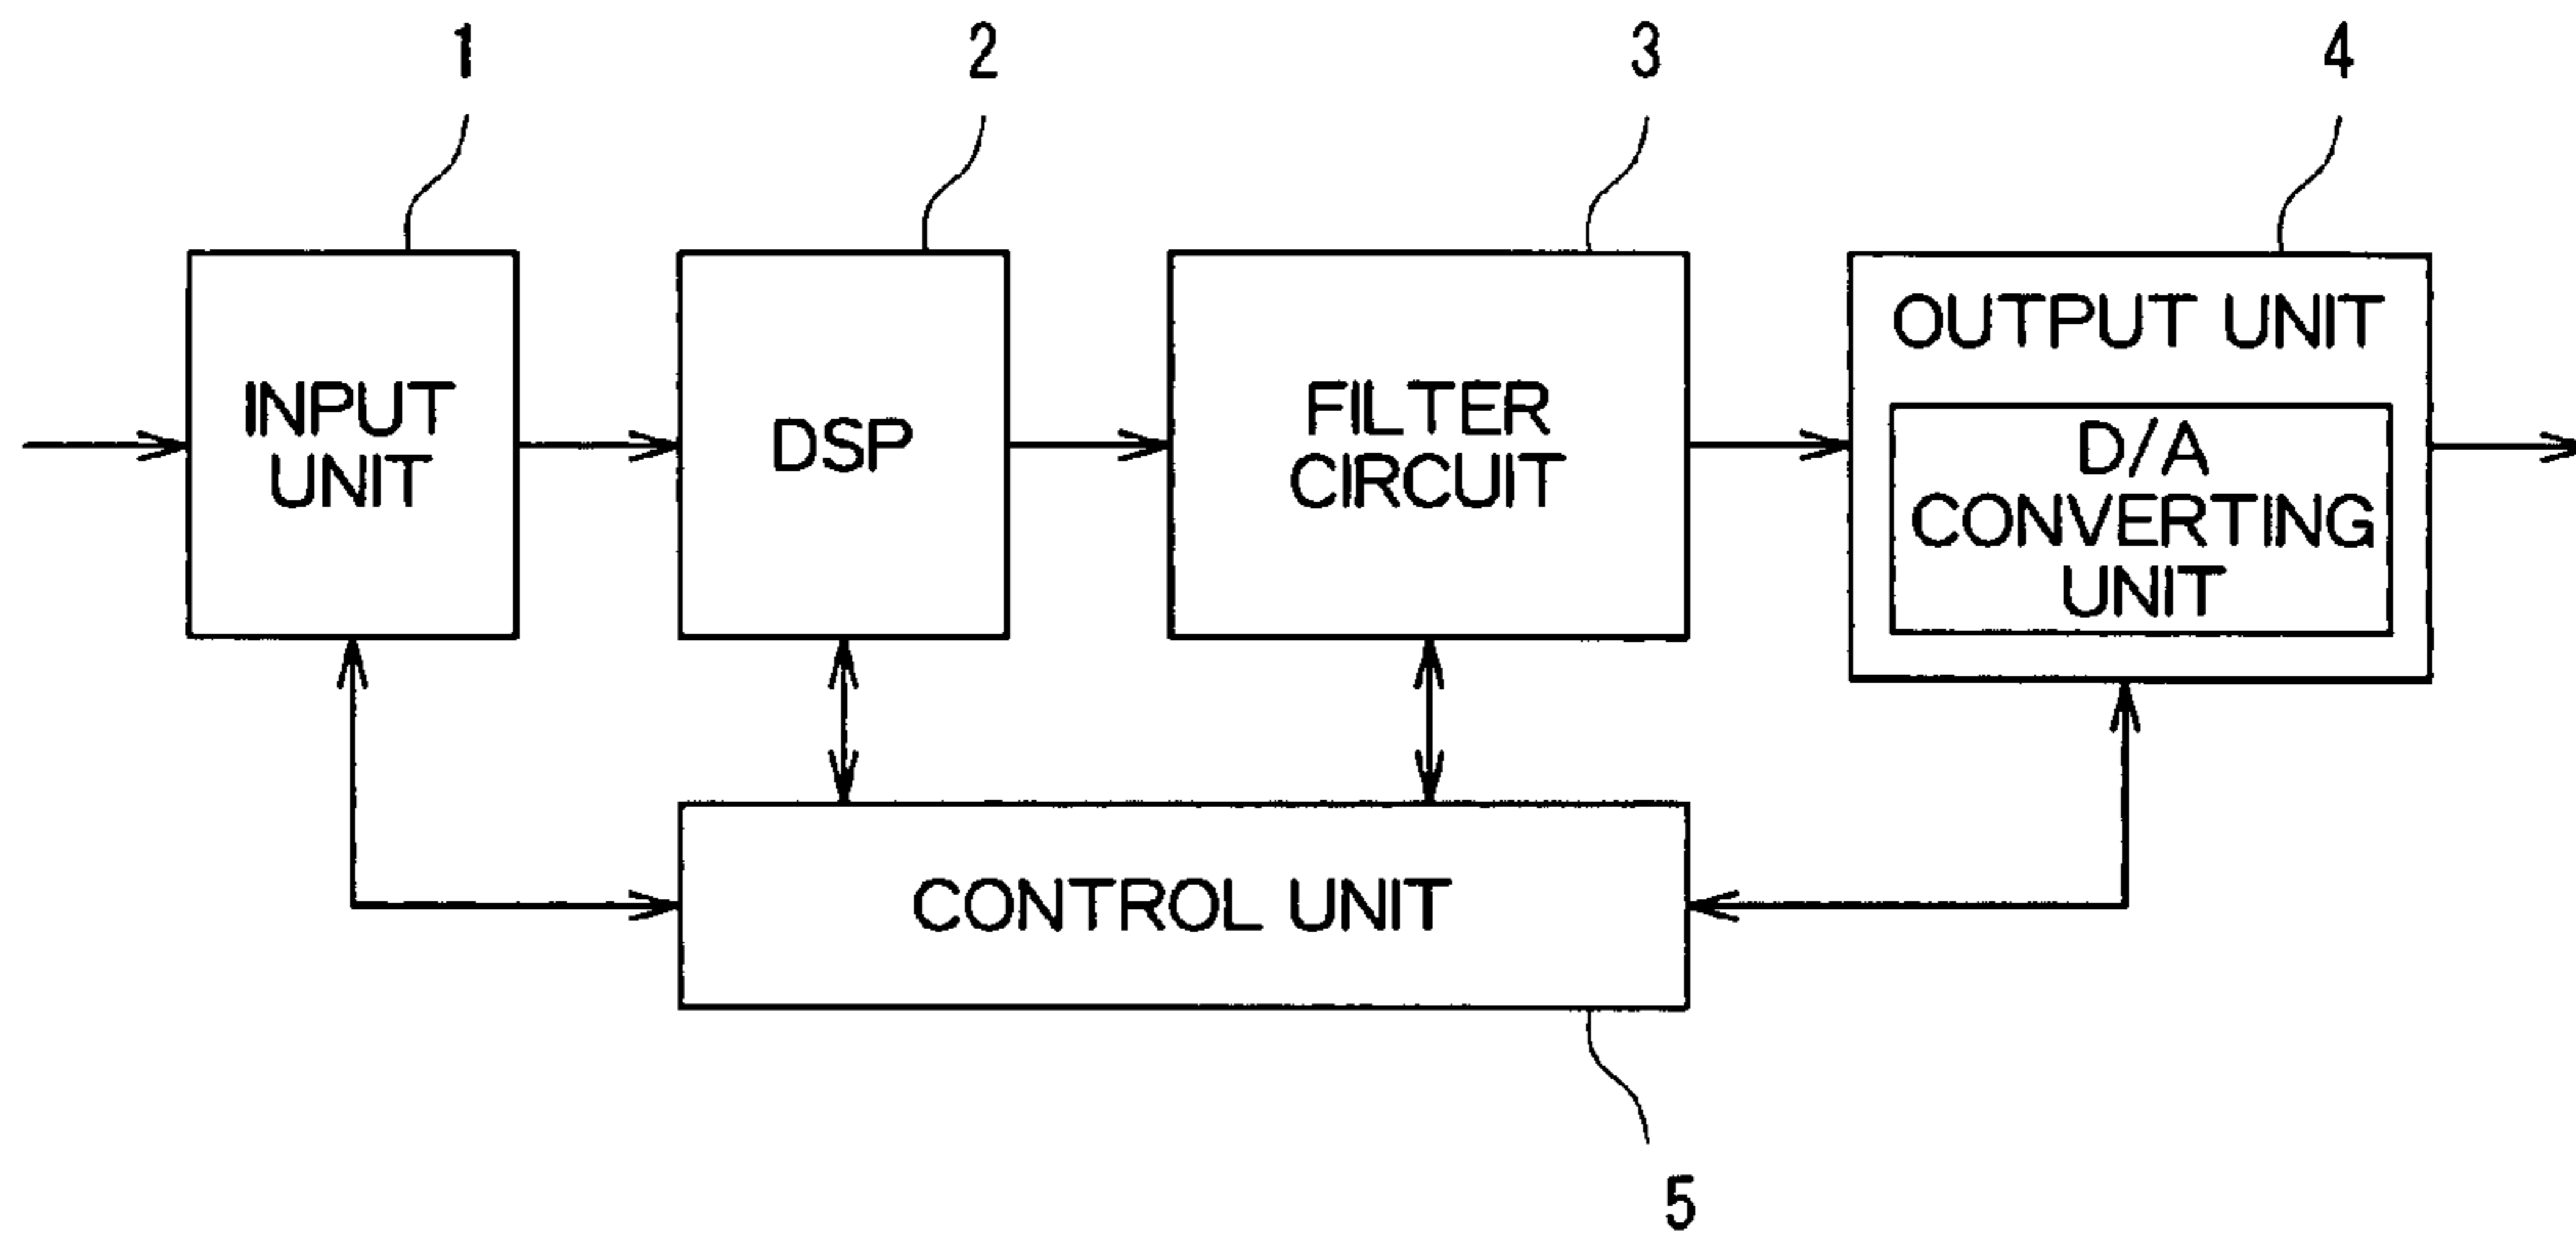 1
2
3
4
INPUT
UNIT
DSP
FILTER
CIRCUIT
OUTPUT UNIT
D/A
CONVERTING
UNIT
CONTROL UNIT
5